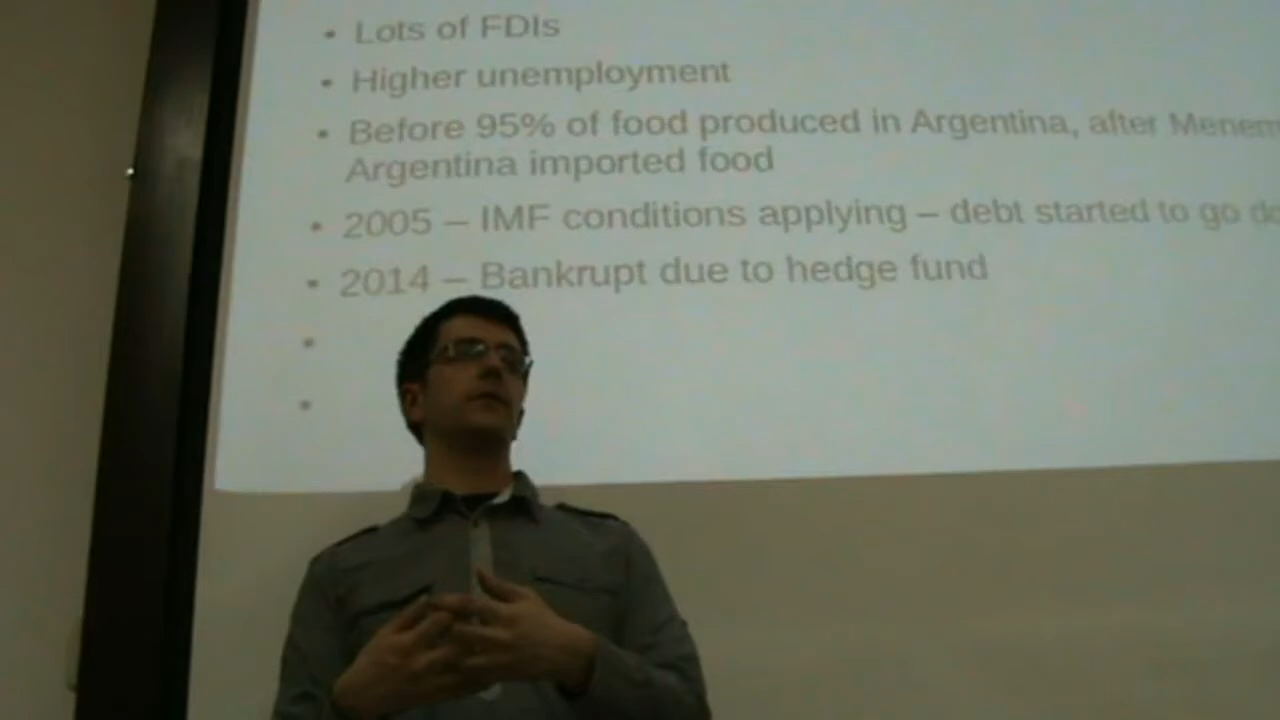 • Lots of FDIs
• Higher unemployment
• Before 95% of food produced in Argentina, after Menem
Argentina imported food
• 2005 – IMF conditions applying – debt started to go
• 2014 – Bankrupt due to hedge fund
•
•